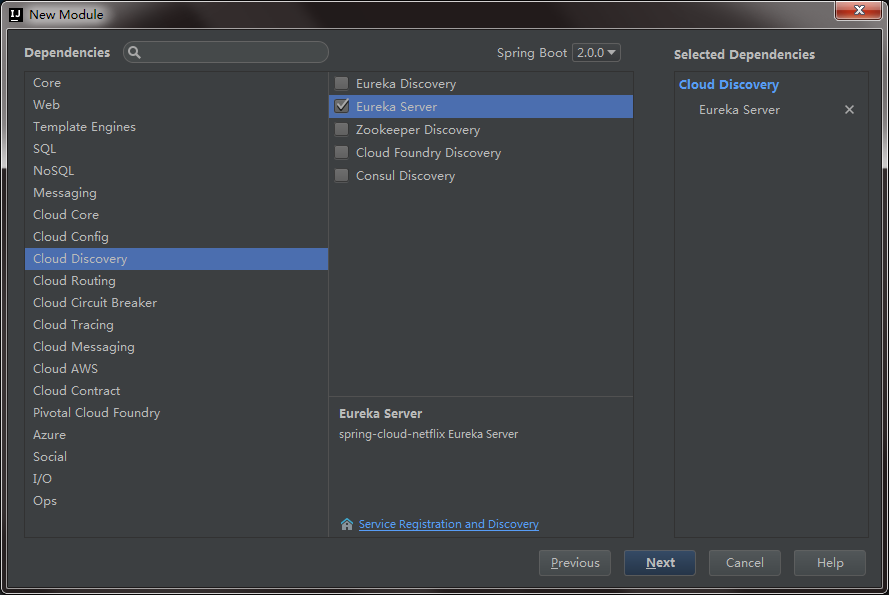 New Module
Dependencies
Spring Boot 2.0.0
Selected Dependencies
Core
Web
Template Engines
SQL
NoSQL
Messaging
Cloud Core
Cloud Config
Cloud Discovery
Cloud Routing
Cloud Circuit Breaker
Cloud Tracing
Cloud Messaging
Cloud AWS
Cloud Contract
Pivotal Cloud Foundry
Azure
Social
I/O
Ops
Eureka Discovery
Eureka Server
Zookeeper Discovery
Cloud Foundry Discovery
Consul Discovery
Eureka Server
spring-cloud-netflix Eureka Server
Service Registration and Discovery
Cloud Discovery
Eureka Server
Previous
Next
Cancel
Help